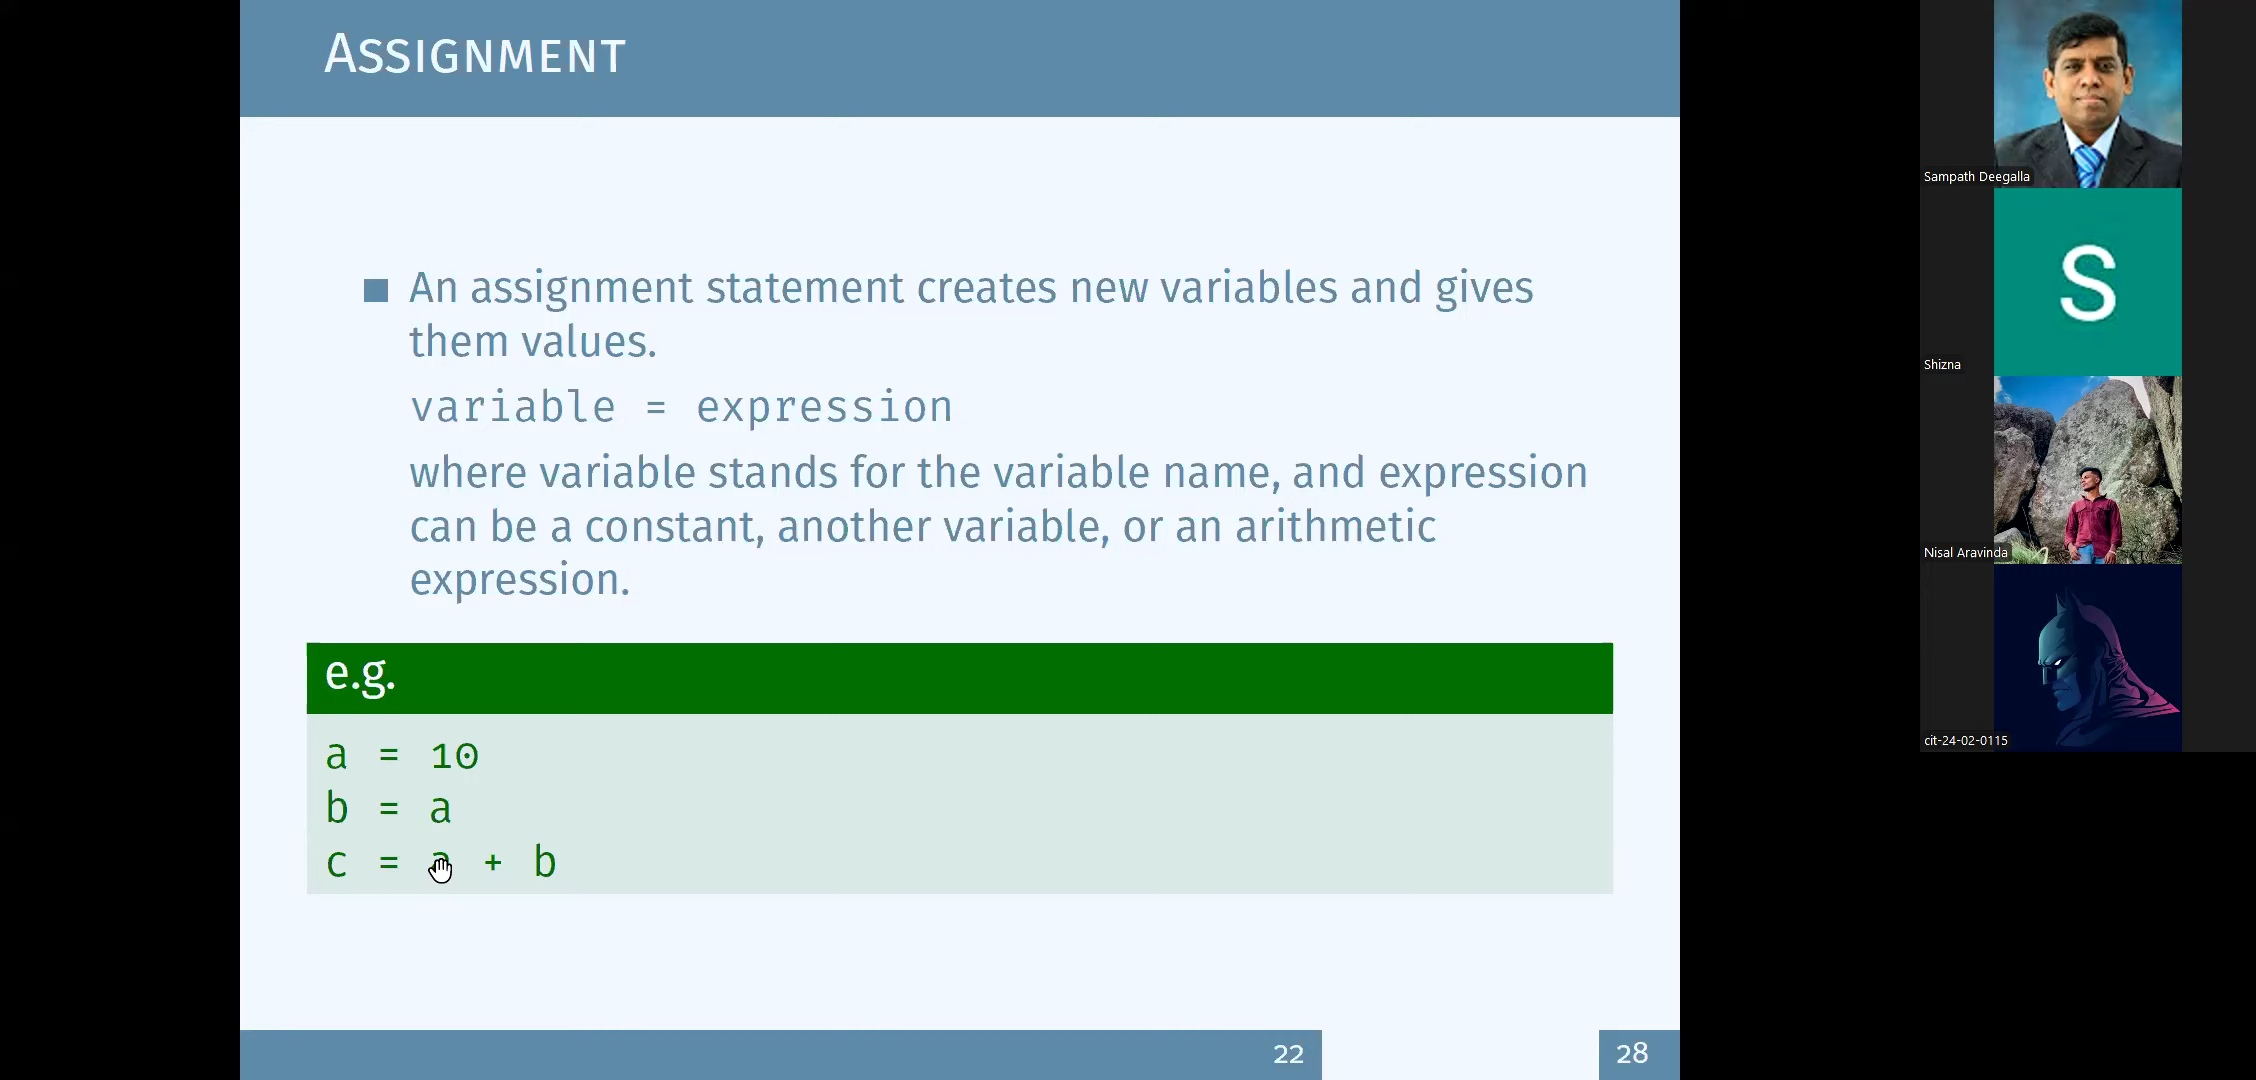 ASSIGNMENT
An assignment statement creates new variables and gives
them values.
variable = expression
where variable stands for the variable name, and expression
can be a constant, another variable, or an arithmetic
expression.
e.g.
a = 10
b = a
c = a + b
22
28
Sampath Deegalla
S
Shizna
Nisal Aravinda
cit-24-02-0115